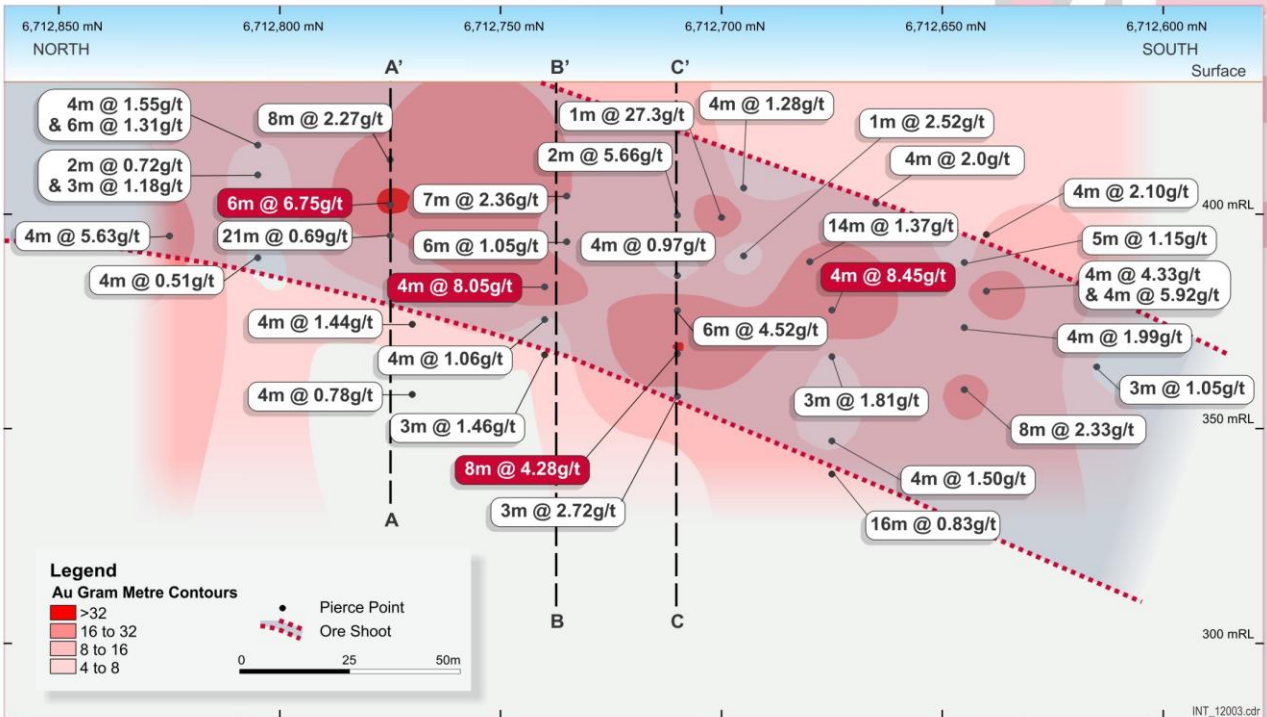 6,712,850 mN
6,712,800 mN
6,712,750 mN
6,712,700 mN
6,712,650 mN
6,712,600 mN
NORTH
SOUTH
Surface
A'
B'
C'
4m @ 1.55g/t
& 6m @ 1.31g/t
8m @ 2.27g/t
1m @ 27.3g/t
4m @ 1.28g/t
1m @ 2.52g/t
2m @ 0.72g/t
& 3m @ 1.18g/t
2m @ 5.66g/t
4m @ 2.0g/t
6m @ 6.75g/t
7m @ 2.36g/t
4m @ 2.10g/t
400 mRL
4m @ 5.63g/t
21m @ 0.69g/t
6m @ 1.05g/t
4m @ 0.97g/t
14m @ 1.37g/t
5m @ 1.15g/t
4m @ 0.51g/t
4m @ 8.05g/t
4m @ 8.45g/t
4m @ 4.33g/t
& 4m @ 5.92g/t
4m @ 1.44g/t
6m @ 4.52g/t
4m @ 1.99g/t
4m @ 1.06g/t
4m @ 0.78g/t
3m @ 1.81g/t
3m @ 1.05g/t
3m @ 1.46g/t
8m @ 2.33g/t
350 mRL
8m @ 4.28g/t
4m @ 1.50g/t
3m @ 2.72g/t
16m @ 0.83g/t
A
B
C
300 mRL
Legend
Au Gram Metre Contours
>32
16 to 32
8 to 16
4 to 8
Pierce Point
Ore Shoot
0
25
50m
INT_12003.cdr